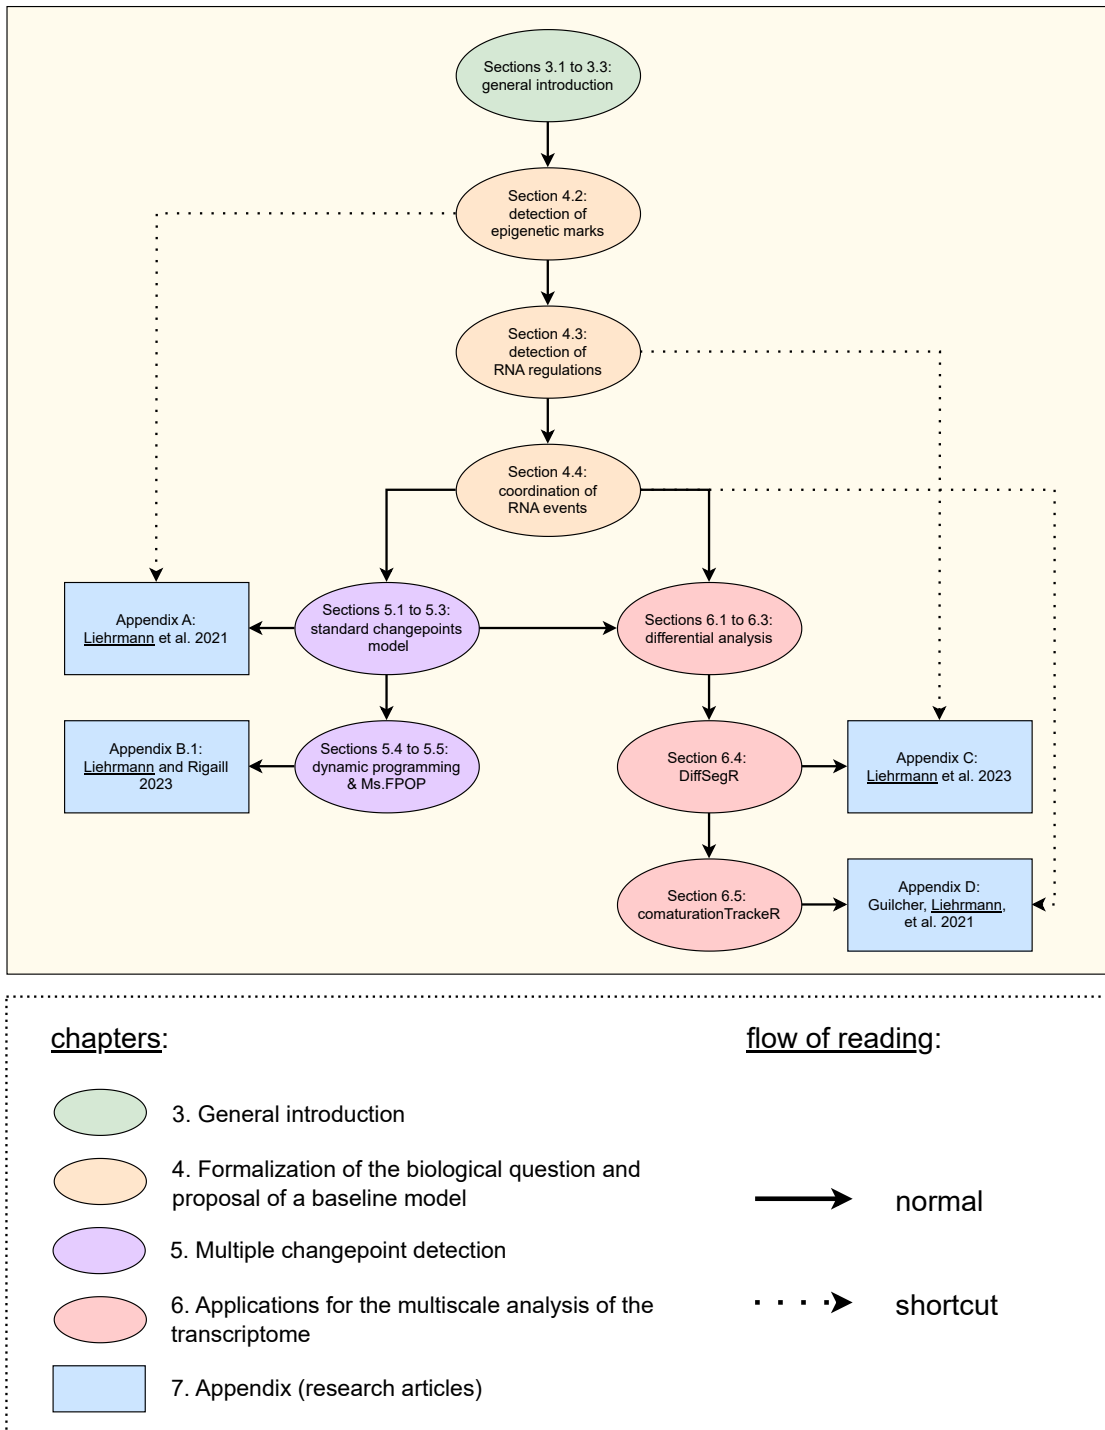 Sections 3.1 to 3.3:
general introduction
Section 4.2:
detection of
epigenetic marks
Section 4.3:
detection of
RNA regulations
Section 4.4:
coordination of
RNA events
Appendix A:
Liehrmann et al. 2021
Sections 5.1 to 5.3:
standard changepoints
model
Sections 6.1 to 6.3:
differential analysis
Appendix B.1:
Liehrmann and Rigaill
2023
Sections 5.4 to 5.5:
dynamic programming
& Ms.FPOP
Section 6.4:
DiffSegR
Appendix C:
Liehrmann et al. 2023
Section 6.5:
comaturationTrackeR
Appendix D:
Guilcher, Liehrmann,
et al. 2021
chapters:
3. General introduction
4. Formalization of the biological question and
proposal of a baseline model
5. Multiple changepoint detection
6. Applications for the multiscale analysis of the
transcriptome
7. Appendix (research articles)
flow of reading:
normal
shortcut